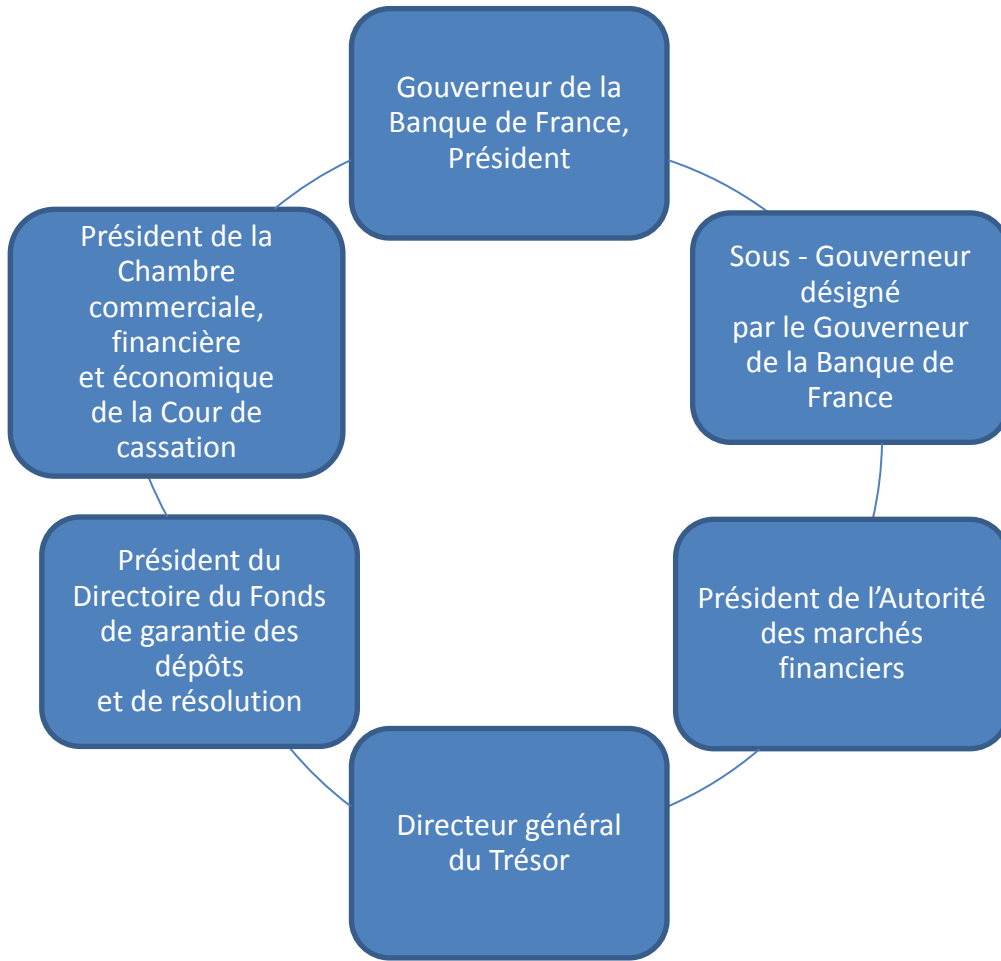 Gouverneur de la
Banque de France,
Président
Sous - Gouverneur
désigné
par le Gouverneur
de la Banque de
France
Président de l’Autorité
des marchés
financiers
Directeur général
du Trésor
Président du
Directoire du Fonds
de garantie des
dépôts
et de résolution
Président de la
Chambre
commerciale,
financière
et économique
de la Cour de
cassation